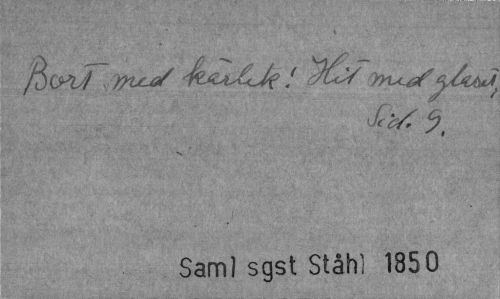 Bort med kärlek! Hit med glaset,
Sid. 9.
Saml sgst Ståhl 1850